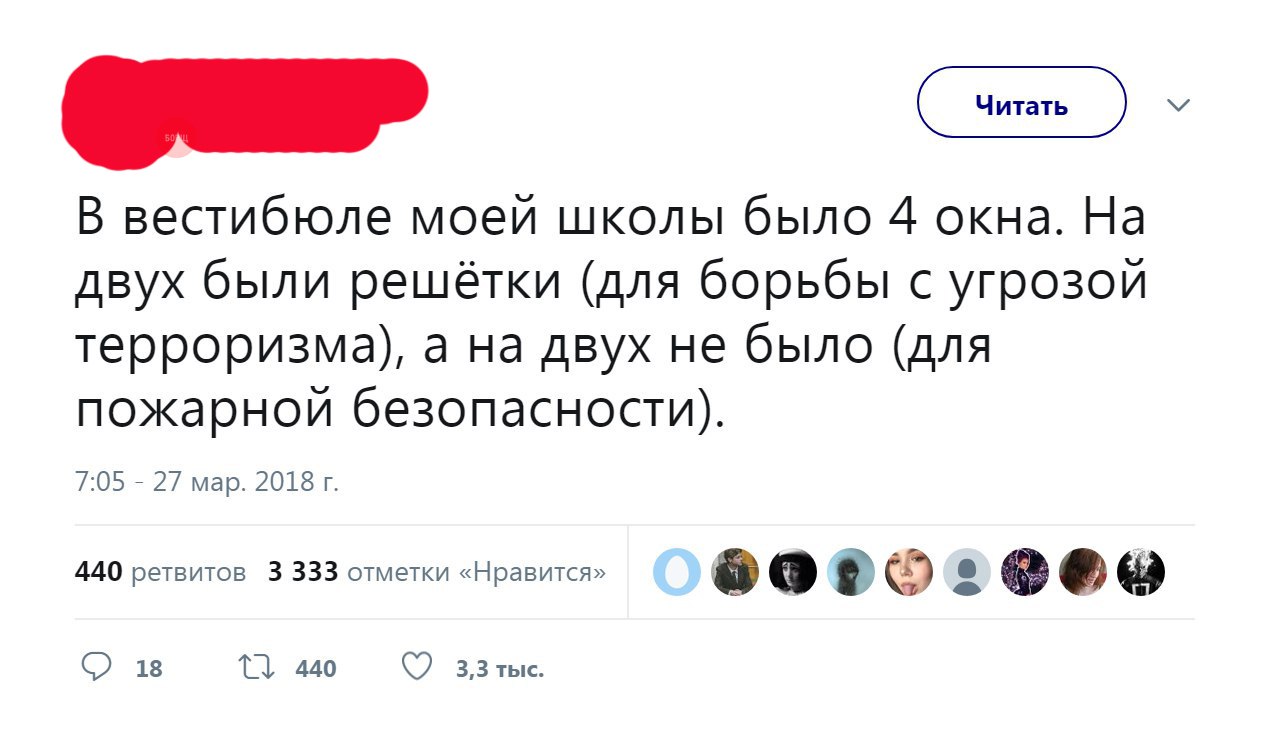 Читать
В вестибюле моей школы было 4 окна. На
двух были решётки (для борьбы с угрозой
терроризма), а на двух не было (для
пожарной безопасности).
7:05 - 27 мар. 2018 г.
440 ретвитов 3 333 отметки «Нравится»
18 440 3,3 тыс.